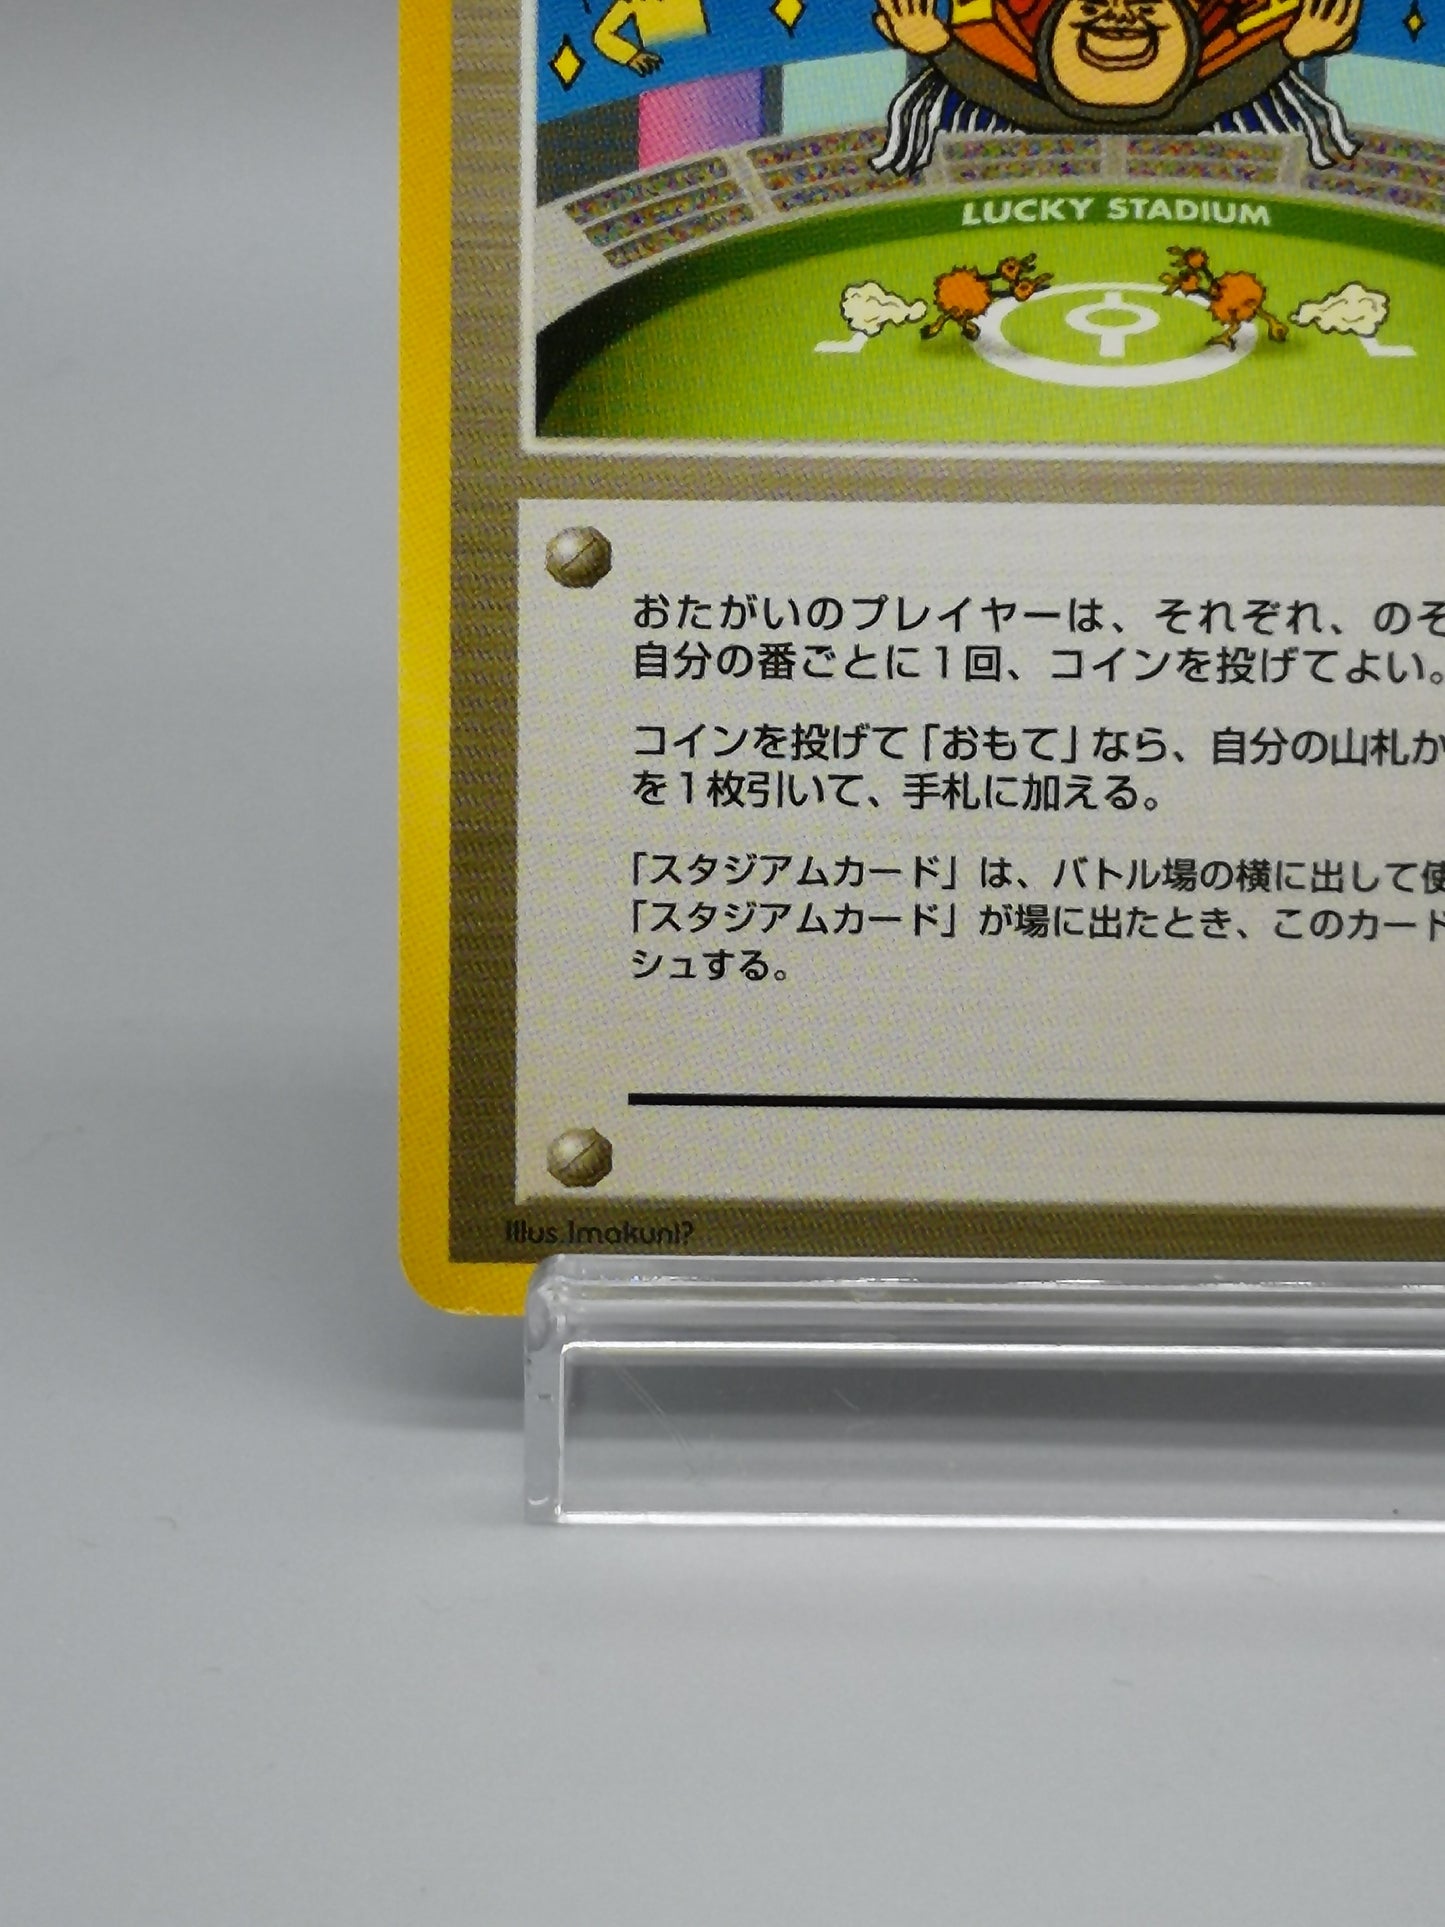 LUCKY STADIUM
おたがいのプレイヤーは、それぞれ、のぞ
自分の番ごとに1回、コインを投げてよい。
コインを投げて「おもて」なら、自分の山札か
を1枚引いて、手札に加える。
「スタジアムカード」は、バトル場の横に出して使
「スタジアムカード」が場に出たとき、このカード
シュする。
Illus.Imakuni?